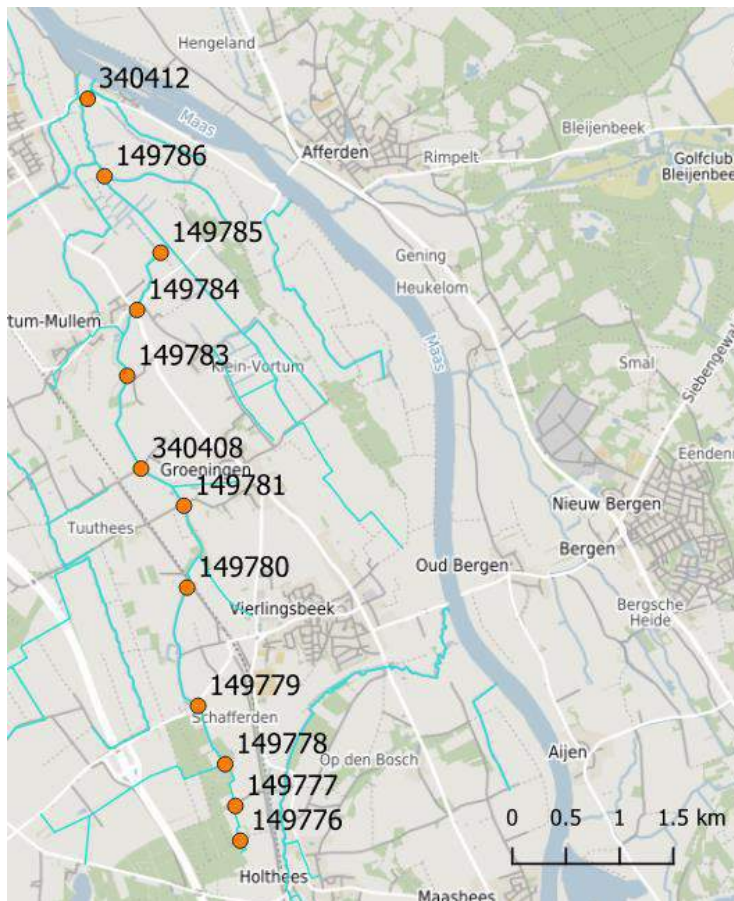 Hengeland
340412
Maas
Bleijenbeek
Afferden
Rimpelt
Golfclub
Bleijenbee
149786
149785
Gening
Heukelom
149784
rtum-Mullem
Maas
149783
Klein-Vortum
Smal
Siebengewal
340408
Groeningen
Eendenn
149781
Nieuw Bergen
Tuuthees
Bergen
149780
Oud Bergen
Vierlingsbeek
Bergsche
Heide
149779
Schafferden
149778
Op den Bosch
Aijen
149777
149776
0 0.5 1 1.5 km
Holthees
Maashees